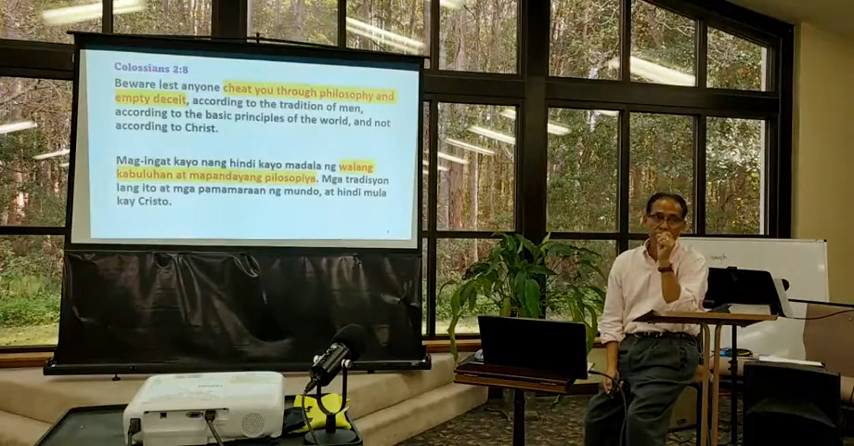 Colossians 2:8
Beware lest anyone cheat you through philosophy and
empty deceit, according to the tradition of men,
according to the basic principles of the world, and not
according to Christ.
Mag-ingat kayo nang hindi kayo madala ng walang
kabuluhan at mapandayang pilosopiya. Mga tradisyon
lang ito at mga pamamaraan ng mundo, at hindi mula
kay Cristo.